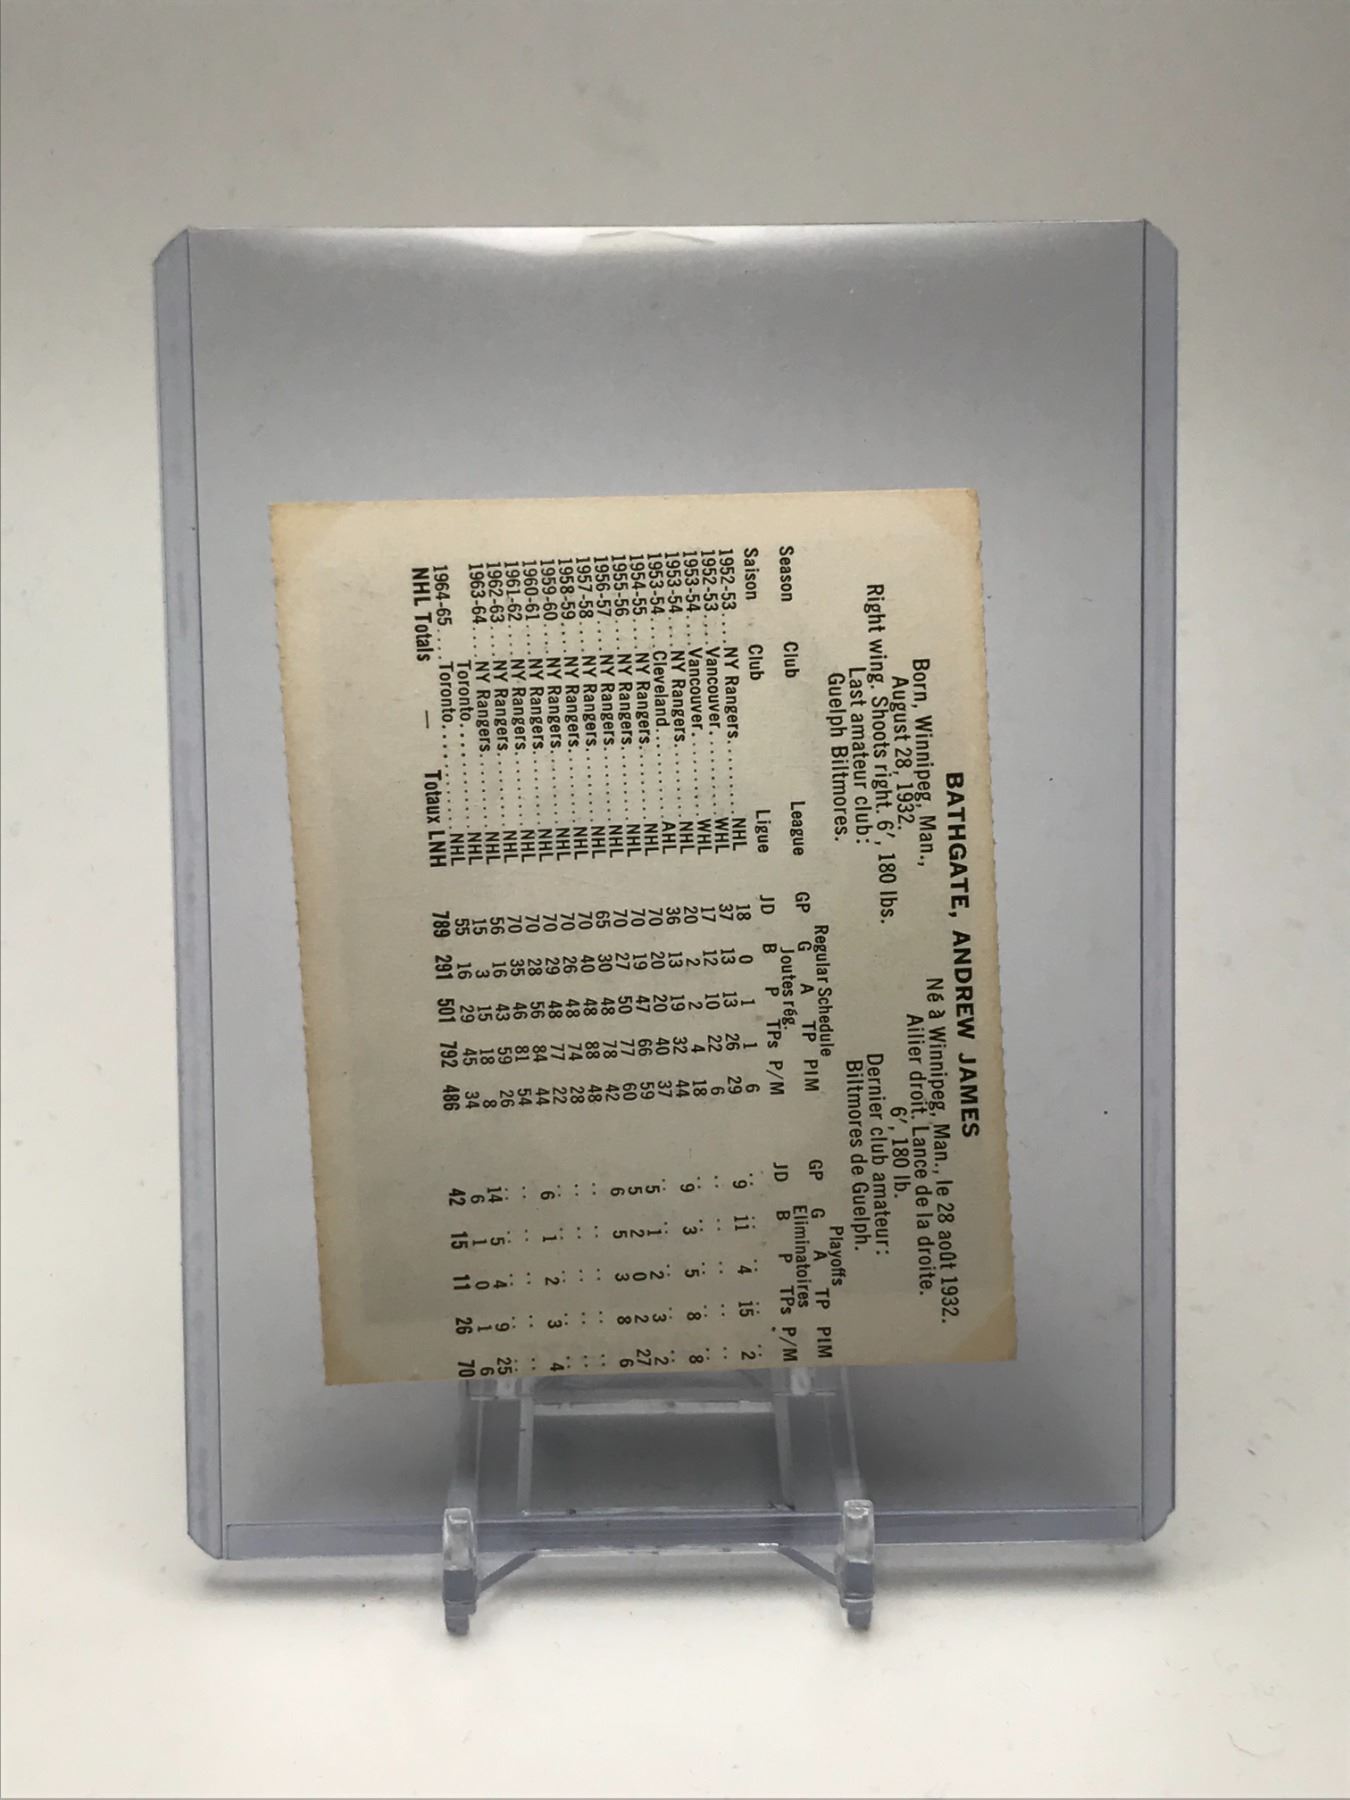 BATHGATE, ANDREW JAMES
Born, Winnipeg, Man.,
August 28, 1932.
Right wing. Shoots right. 6', 180 lbs.
Last amateur club:
Guelph Biltmores.
Né à Winnipeg, Man., le 28 août 1932.
Ailier droit. Lance de la droite.
6', 180 lb.
Dernier club amateur:
Biltmores de Guelph.
Regular Schedule Playoffs
Season Club League GP G A TP PIM GP G A TP PIM
Joutes rég. Eliminatoires
Saison Club Ligue JD B P TPs P/M JD B P TPs P/M
1952-53....NY Rangers........NHL 18 0 1 1 6 .. .. .. .. ..
1952-53....Vancouver.........WHL 37 13 13 26 29 9 11 4 15 2
1953-54....Vancouver.........WHL 17 12 10 22 6 .. .. .. .. ..
1953-54....NY Rangers........NHL 20 2 2 4 18 .. .. .. .. ..
1953-54....Cleveland.........AHL 36 13 19 32 44 9 3 5 8 8
1954-55....NY Rangers........NHL 70 20 20 40 37 .. .. .. .. ..
1955-56....NY Rangers........NHL 70 19 47 66 59 5 1 2 3 2
1956-57....NY Rangers........NHL 70 27 50 77 60 5 2 0 2 27
1957-58....NY Rangers........NHL 65 30 48 78 42 6 5 3 8 6
1958-59....NY Rangers........NHL 70 40 48 88 48 .. .. .. .. ..
1959-60....NY Rangers........NHL 70 26 48 74 28 .. .. .. .. ..
1960-61....NY Rangers........NHL 70 29 48 77 22 .. .. .. .. ..
1961-62....NY Rangers........NHL 70 28 56 84 44 6 1 2 3 4
1962-63....NY Rangers........NHL 70 35 46 81 54 .. .. .. .. ..
1963-64....NY Rangers........NHL 56 16 43 59 26 .. .. .. .. ..
Toronto...........NHL 15 3 15 18 8 14 5 4 9 25
1964-65....Toronto...........NHL 55 16 29 45 34 6 1 0 1 6
NHL Totals — Totaux LNH 789 291 501 792 486 42 15 11 26 70